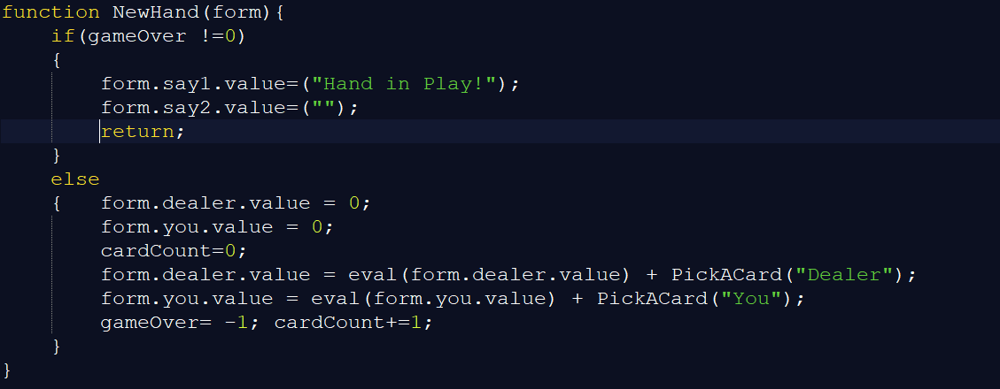 function NewHand(form){
    if(gameOver !=0)
    {
        form.say1.value=("Hand in Play!");
        form.say2.value=("");
        return;
    }
    else
    {   form.dealer.value = 0;
        form.you.value = 0;
        cardCount=0;
        form.dealer.value = eval(form.dealer.value) + PickACard("Dealer");
        form.you.value = eval(form.you.value) + PickACard("You");
        gameOver= -1; cardCount+=1;
    }
}